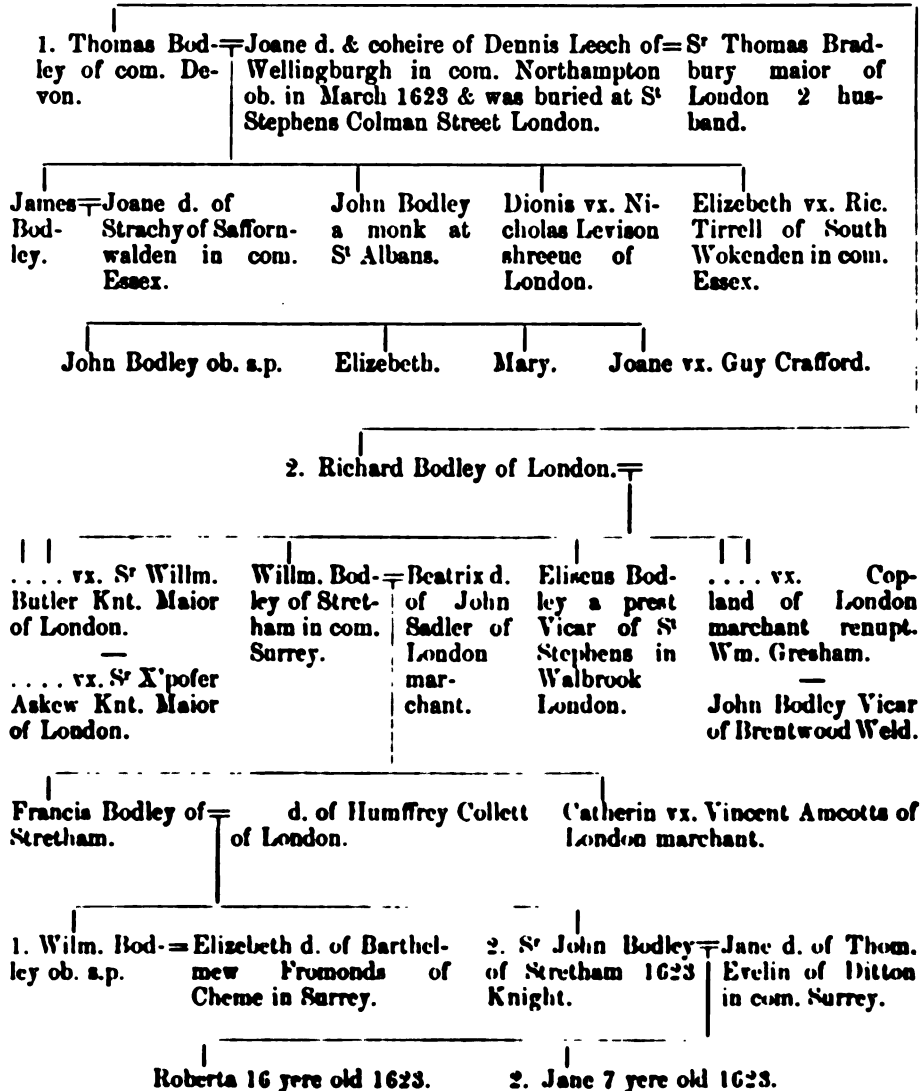 1. Thomas Bod-
ley of com. De-
von.
Joane d. & coheire of Dennis Leech of
Wellingburgh in com. Northampton
ob. in March 1623 & was buried at Sᵗ
Stephens Colman Street London.
Sʳ Thomas Brad-
bury maior of
London 2 hus-
band.
James
Bod-
ley.
Joane d. of
Strachy of Safforn-
walden in com.
Essex.
John Bodley
a monk at
Sᵗ Albans.
Dionis vx. Ni-
cholas Levison
shreeue of
London.
Elizebeth vx. Ric.
Tirrell of South
Wokenden in com.
Essex.
John Bodley ob. s.p.
Elizebeth.
Mary.
Joane vx. Guy Crafford.
2. Richard Bodley of London.
. . . . vx. Sʳ Willm.
Butler Knt. Maior
of London.
. . . . vx. Sʳ X'pofer
Askew Knt. Maior
of London.
Willm. Bod-
ley of Stret-
ham in com.
Surrey.
Beatrix d.
of John
Sadler of
London
mar-
chant.
Eliseus Bod-
ley a prest
Vicar of Sᵗ
Stephens in
Walbrook
London.
. . . . vx. Cop-
land of London
marchant renupt.
Wm. Gresham.
John Bodley Vicar
of Brentwood Weld.
Francis Bodley of
Stretham.
d. of Humffrey Collett
of London.
Catherin vx. Vincent Amcotts of
London marchant.
1. Wilm. Bod-
ley ob. s.p.
Elizebeth d. of Barthel-
mew Fromonds of
Cheme in Surrey.
2. Sʳ John Bodley
of Stretham 1623
Knight.
Jane d. of Thom.
Evelin of Ditton
in com. Surrey.
Roberta 16 yere old 1623.
2. Jane 7 yere old 1623.